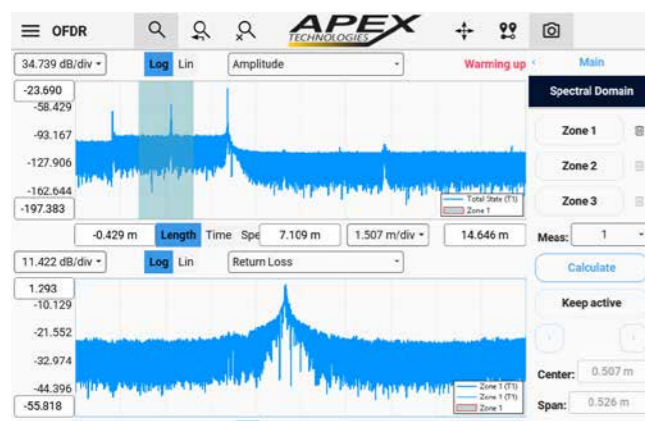 OFDR
APEX
TECHNOLOGIES
34.739 dB/div
Log Lin
Amplitude
Warming up
Main
-23.690
-58.429
-93.167
-127.906
-162.644
-197.383
Total State (T1)
Zone 1
Spectral Domain
Zone 1
Zone 2
Zone 3
-0.429 m
Length Time Spe
7.109 m
1.507 m/div
14.646 m
Meas: 1
11.422 dB/div
Log Lin
Return Loss
Calculate
Keep active
1.293
-10.129
-21.552
-32.974
-44.396
-55.818
Zone 1 (T1)
Zone 1 (T1)
Zone 1
Center: 0.507 m
Span: 0.526 m